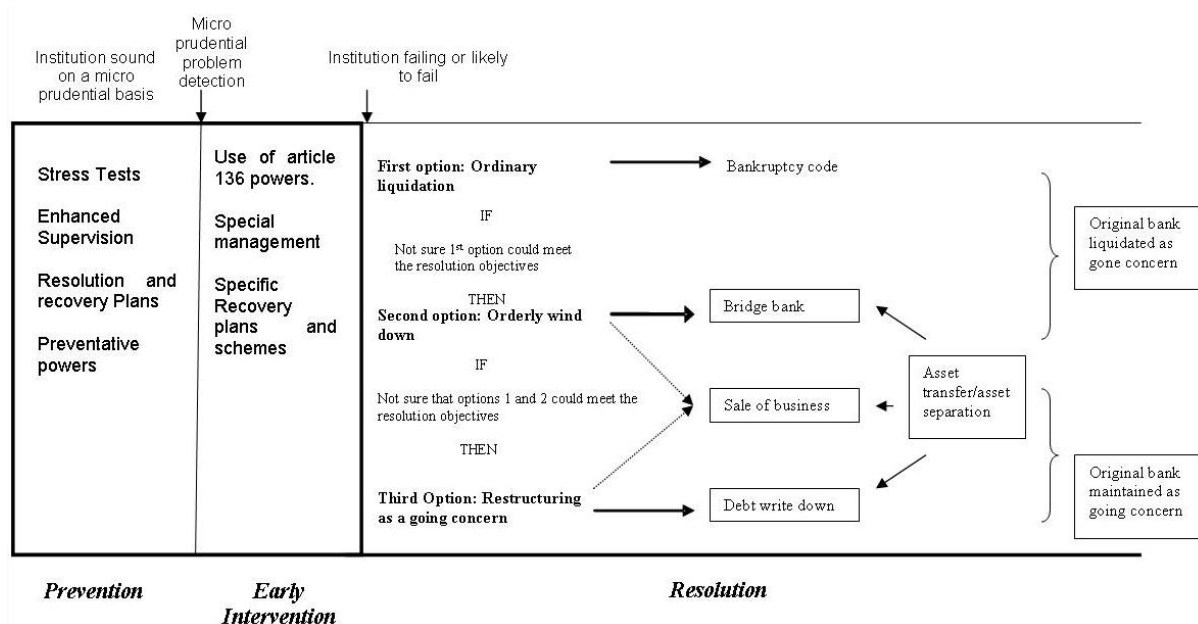 Institution sound
on a micro
prudential basis
Micro
prudential
problem
detection
Institution failing or likely
to fail
Stress Tests
Enhanced
Supervision
Resolution and
recovery Plans
Preventative
powers
Use of article
136 powers.
Special
management
Specific
Recovery
plans and
schemes
First option: Ordinary
liquidation
Bankruptcy code
IF
Not sure 1st option could meet
the resolution objectives
THEN
Second option: Orderly wind
down
Bridge bank
IF
Not sure that options 1 and 2 could meet the
resolution objectives
THEN
Sale of business
Third Option: Restructuring
as a going concern
Debt write down
Asset
transfer/asset
separation
Original bank
liquidated as
gone concern
Original bank
maintained as
going concern
Prevention
Early
Intervention
Resolution